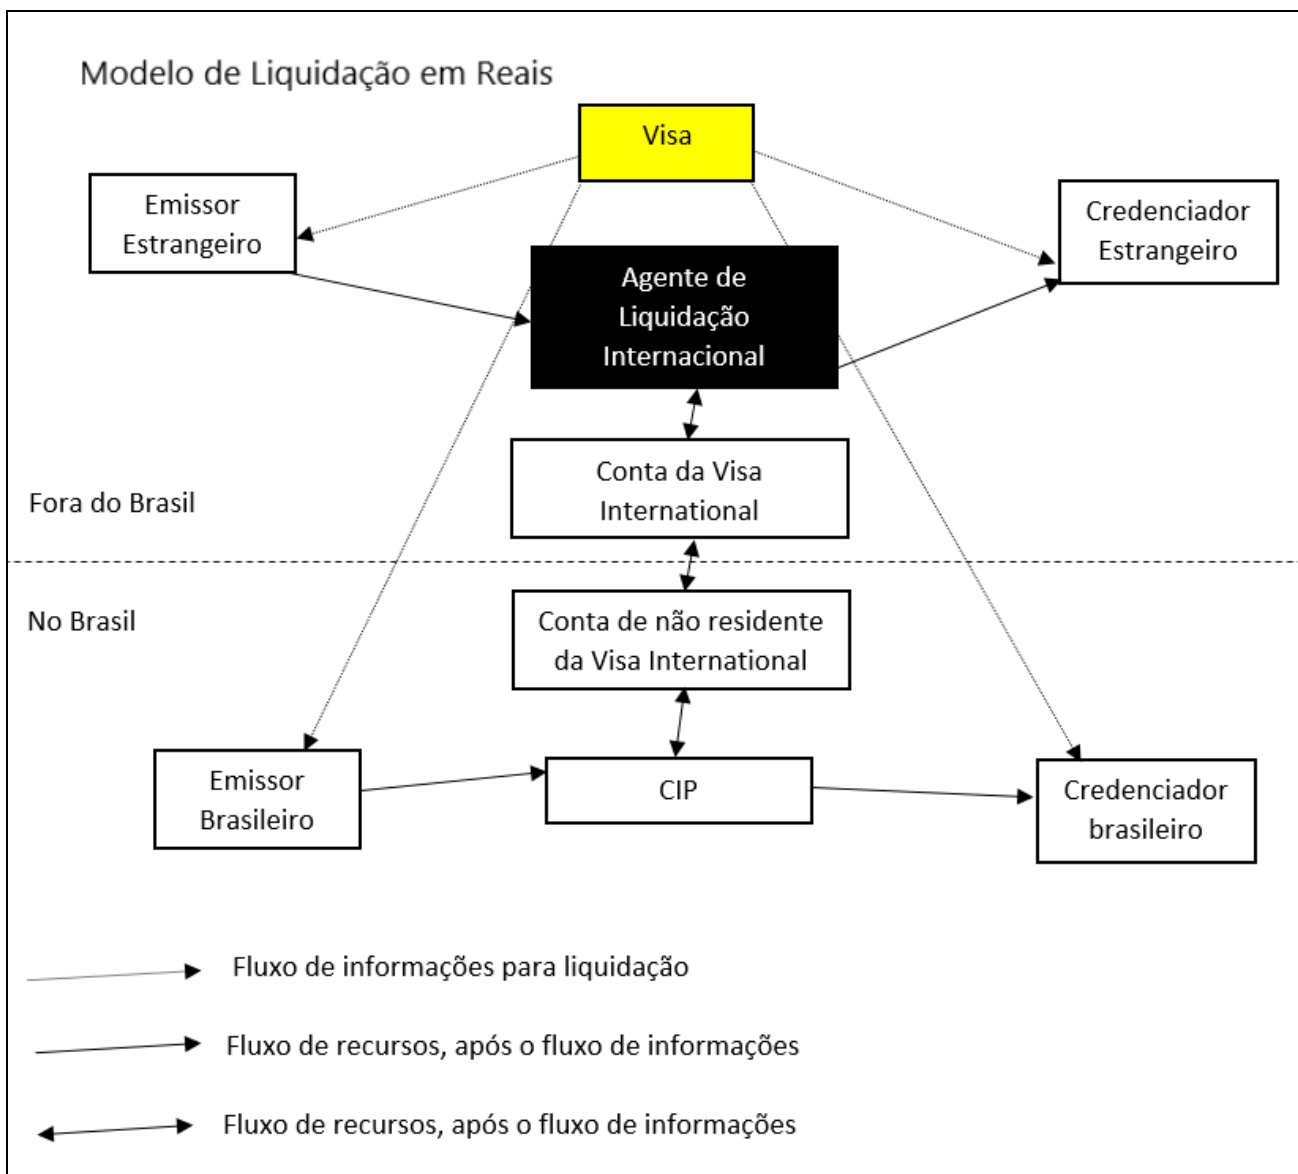 Modelo de Liquidação em Reais
Visa
Emissor
Estrangeiro
Credenciador
Estrangeiro
Agente de
Liquidação
Internacional
Conta da Visa
International
Fora do Brasil
No Brasil
Conta de não residente
da Visa International
Emissor
Brasileiro
CIP
Credenciador
brasileiro
Fluxo de informações para liquidação
Fluxo de recursos, após o fluxo de informações
Fluxo de recursos, após o fluxo de informações